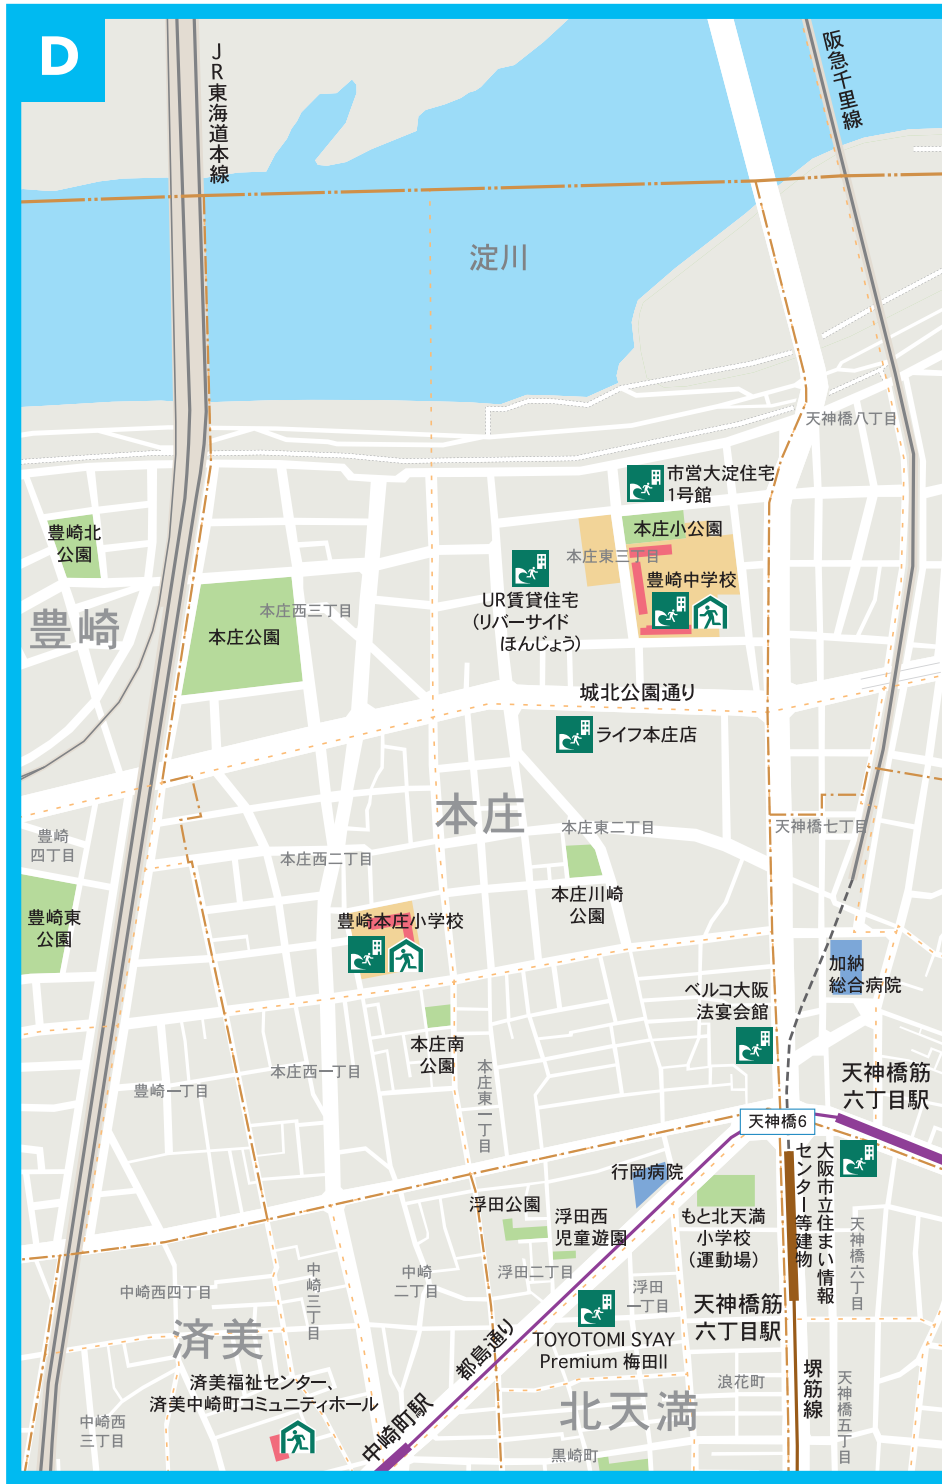 D
JR東海道本線
阪急千里線
淀川
天神橋八丁目
市営大淀住宅
1号館
豊崎北
公園
本庄小公園
本庄東三丁目
豊崎中学校
UR賃貸住宅
(リバーサイド
ほんじょう)
豊崎
本庄西三丁目
本庄公園
城北公園通り
ライフ本庄店
本庄
豊崎
四丁目
本庄西二丁目
本庄東二丁目
天神橋七丁目
本庄川崎
公園
豊崎東
公園
豊崎本庄小学校
加納
総合病院
ベルコ大阪
法宴会館
本庄南
公園
本庄東一丁目
豊崎一丁目
本庄西一丁目
天神橋筋
六丁目駅
天神橋6
行岡病院
大阪市立住まい情報
センター等建物
浮田公園
浮田西
児童遊園
もと北天満
小学校
(運動場)
天神橋六丁目
中崎西四丁目
中崎三丁目
中崎
二丁目
浮田二丁目
浮田
一丁目
天神橋筋
六丁目駅
済美
都島通り
TOYOTOMI SYAY
Premium 梅田II
済美福祉センター、
済美中崎町コミュニティホール
浪花町
堺筋線
天神橋五丁目
北天満
中崎西
三丁目
中崎町駅
黒崎町